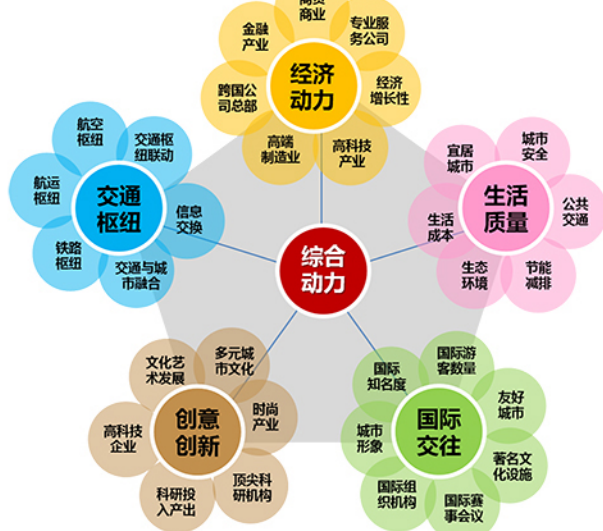 商贸
商业
专业服
务公司
经济
增长性
高科技
产业
高端
制造业
跨国公
司总部
金融
产业
经济
动力
航空
枢纽
交通枢
纽联动
信息
交换
交通与城
市融合
铁路
枢纽
航运
枢纽
交通
枢纽
宜居
城市
城市
安全
公共
交通
节能
减排
生态
环境
生活
成本
生活
质量
综合
动力
文化艺
术发展
多元城
市文化
时尚
产业
顶尖科
研机构
科研投
入产出
高科技
企业
创意
创新
国际
知名度
国际游
客数量
友好
城市
著名文
化设施
国际赛
事会议
国际组
织机构
城市
形象
国际
交往